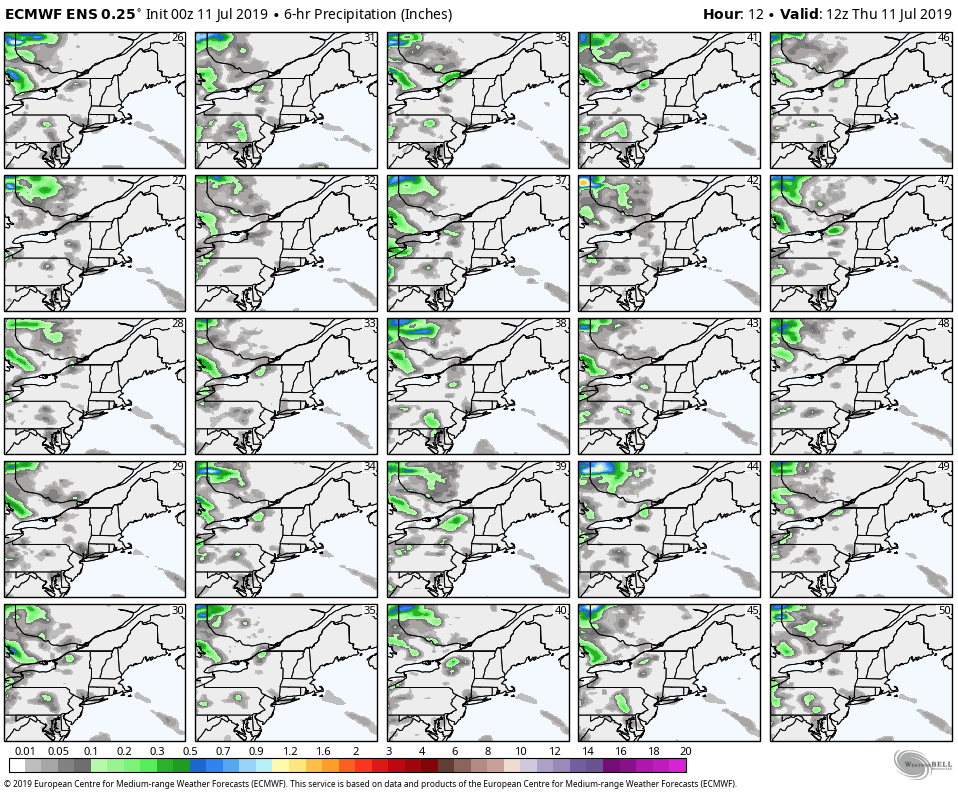 ECMWF ENS 0.25° Init 00z 11 Jul 2019 • 6-hr Precipitation (Inches)
Hour: 12 • Valid: 12z Thu 11 Jul 2019
26 31 36 41 46
27 32 37 42 47
28 33 38 43 48
29 34 39 44 49
30 35 40 45 50
0.01 0.05 0.1 0.2 0.3 0.5 0.7 0.9 1.2 1.6 2 3 4 6 8 10 12 14 16 18 20
WeatherBELL
© 2019 European Centre for Medium-range Weather Forecasts (ECMWF). This service is based on data and products of the European Centre for Medium-range Weather Forecasts (ECMWF).